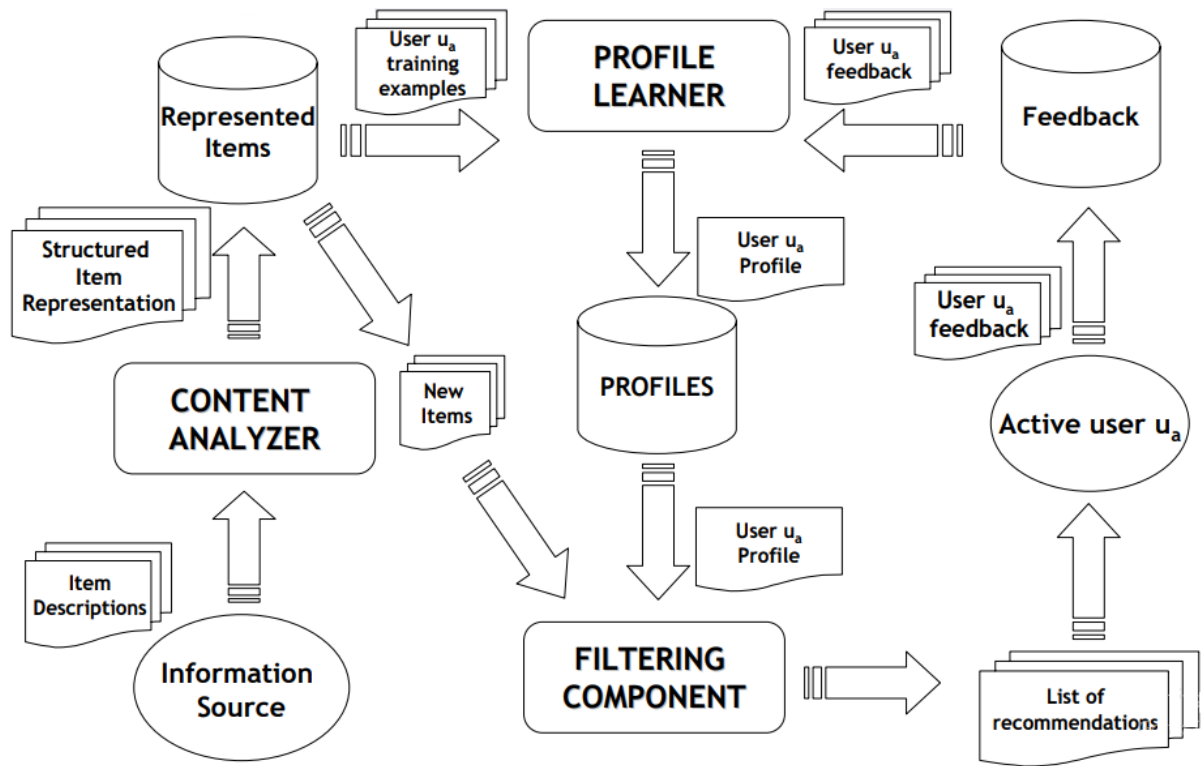 User uₐ
training
examples
PROFILE
LEARNER
User uₐ
feedback
Represented
Items
Feedback
Structured
Item
Representation
User uₐ
Profile
User uₐ
feedback
CONTENT
ANALYZER
New
Items
PROFILES
Active user uₐ
User uₐ
Profile
Item
Descriptions
Information
Source
FILTERING
COMPONENT
List of
recommendations